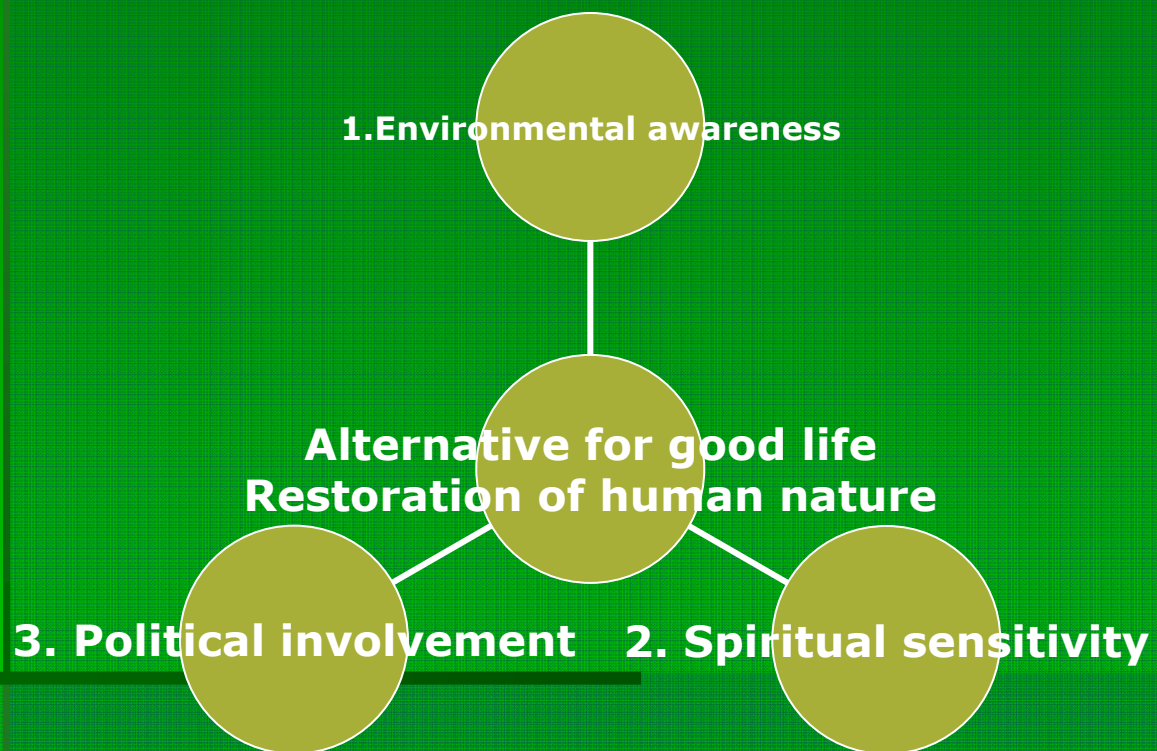 1.Environmental awareness
Alternative for good life
Restoration of human nature
3. Political involvement
2. Spiritual sensitivity